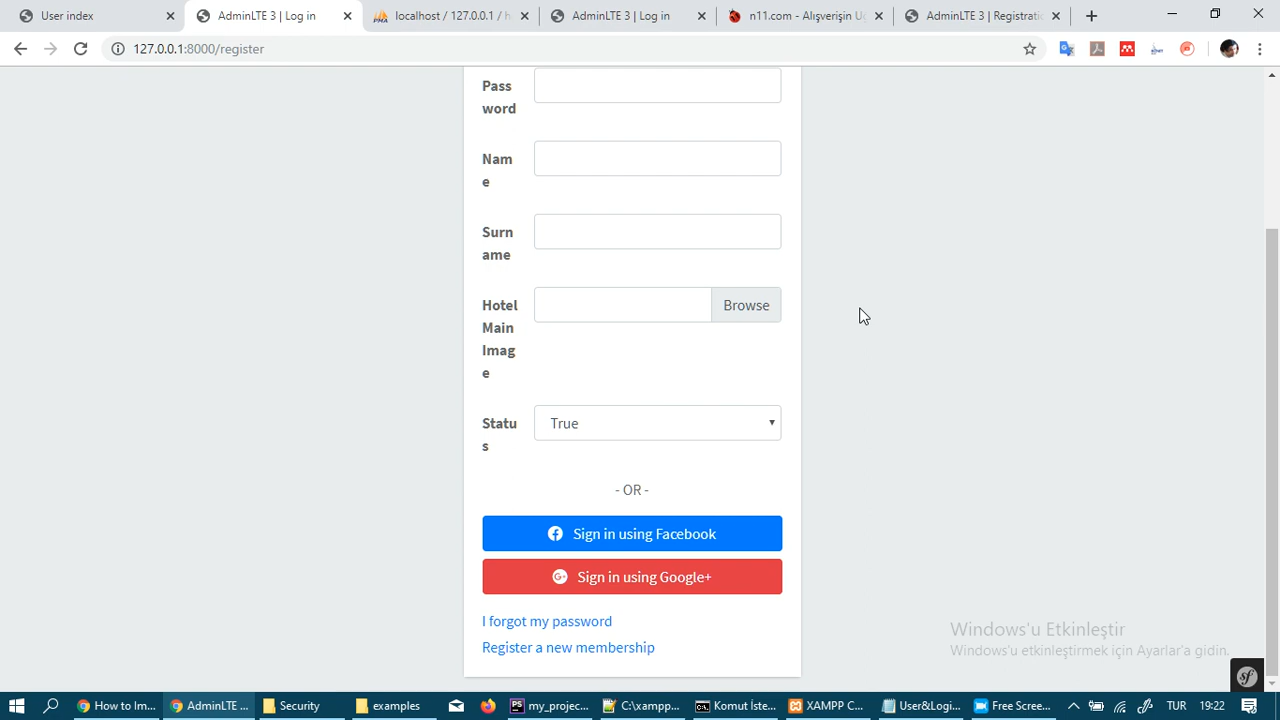 User index
AdminLTE 3 | Log in
localhost / 127.0.0.1 / h
AdminLTE 3 | Log in
n11.com - Alışverişin Uğ
AdminLTE 3 | Registratio
127.0.0.1:8000/register
Pass
word
Nam
e
Surn
ame
Hotel
Main
Imag
e
Browse
Statu
s
True
- OR -
Sign in using Facebook
Sign in using Google+
I forgot my password
Register a new membership
Windows'u Etkinleştir
Windows'u etkinleştirmek için Ayarlar'a gidin.
sf
How to Im...
AdminLTE ...
Security
examples
my_projec...
C:\xampp...
Komut İste...
XAMPP C...
User&Logi...
Free Scree...
TUR
19:22